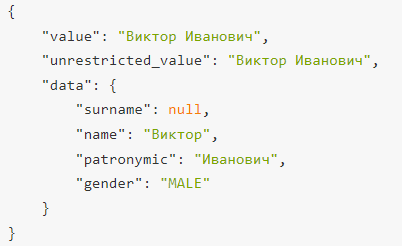 {
    "value": "Виктор Иванович",
    "unrestricted_value": "Виктор Иванович",
    "data": {
        "surname": null,
        "name": "Виктор",
        "patronymic": "Иванович",
        "gender": "MALE"
    }
}